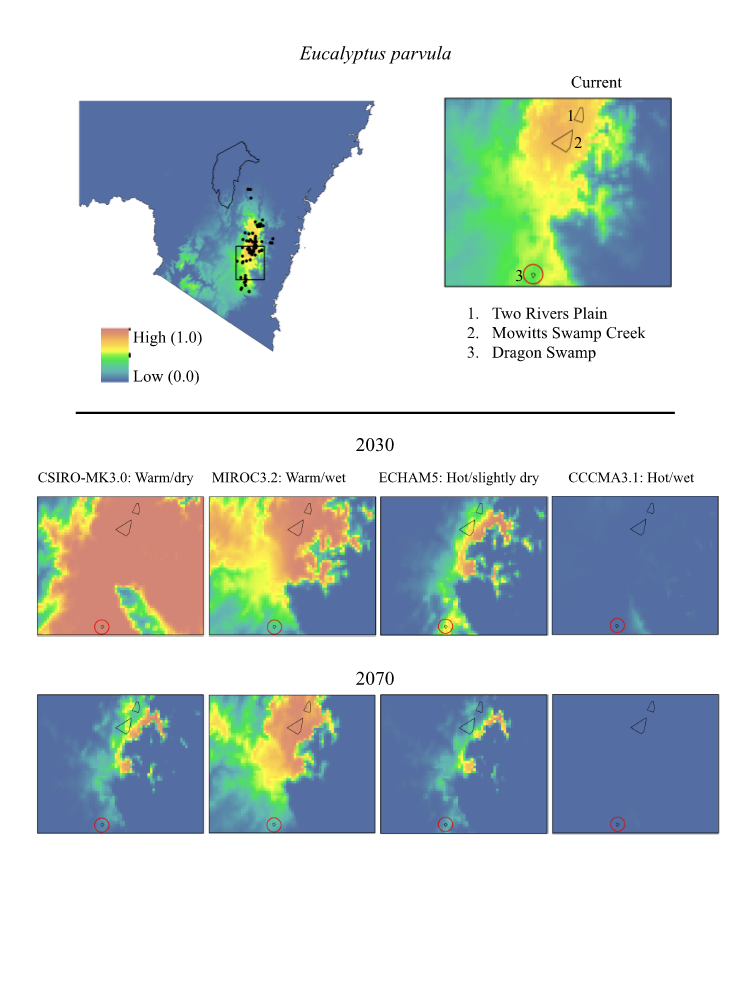 Eucalyptus parvula
Current
1
2
3
High (1.0)
Low (0.0)
1. Two Rivers Plain
2. Mowitts Swamp Creek
3. Dragon Swamp
2030
CSIRO-MK3.0: Warm/dry MIROC3.2: Warm/wet ECHAM5: Hot/slightly dry CCCMA3.1: Hot/wet
2070